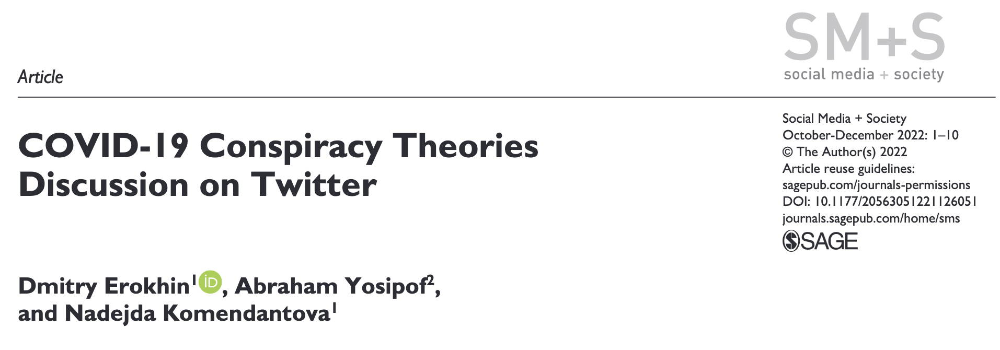 SM+S
social media + society
Article
COVID-19 Conspiracy Theories
Discussion on Twitter
Social Media + Society
October-December 2022: 1–10
© The Author(s) 2022
Article reuse guidelines:
sagepub.com/journals-permissions
DOI: 10.1177/20563051221126051
journals.sagepub.com/home/sms
SSAGE
Dmitry Erokhin¹ iD, Abraham Yosipof²,
and Nadejda Komendantova¹